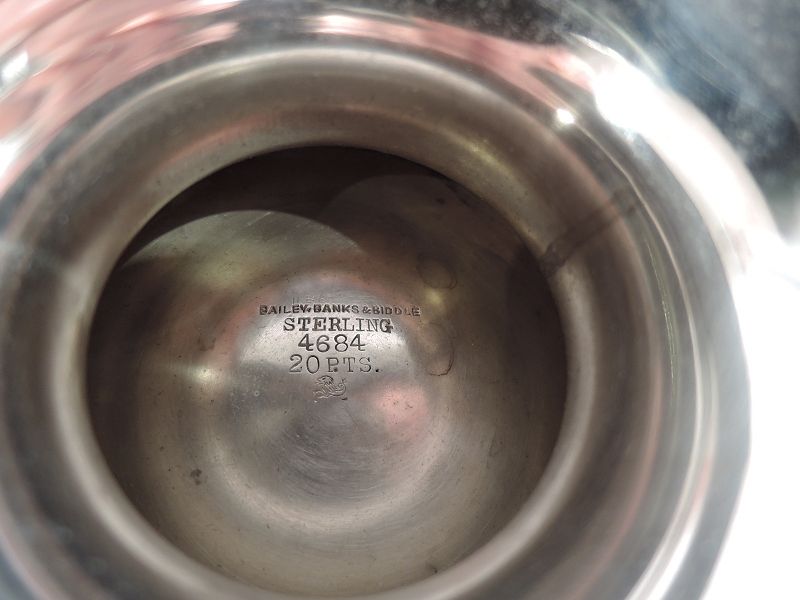 BAILEY, BANKS & BIDDLE
STERLING
4684
20 PTS.